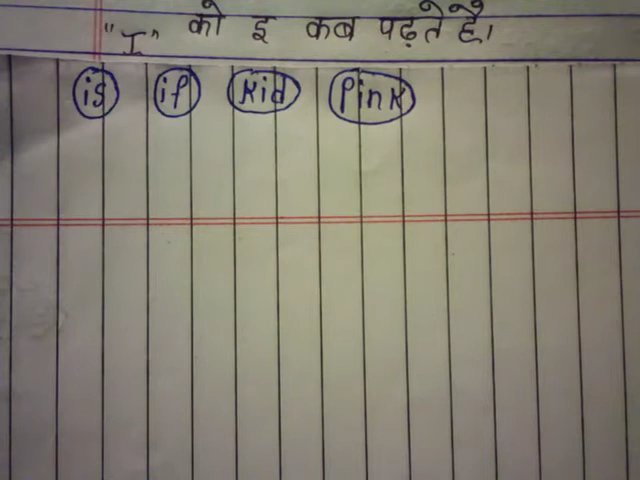 "I" को इ कब पढ़ते है।
is if kid pink